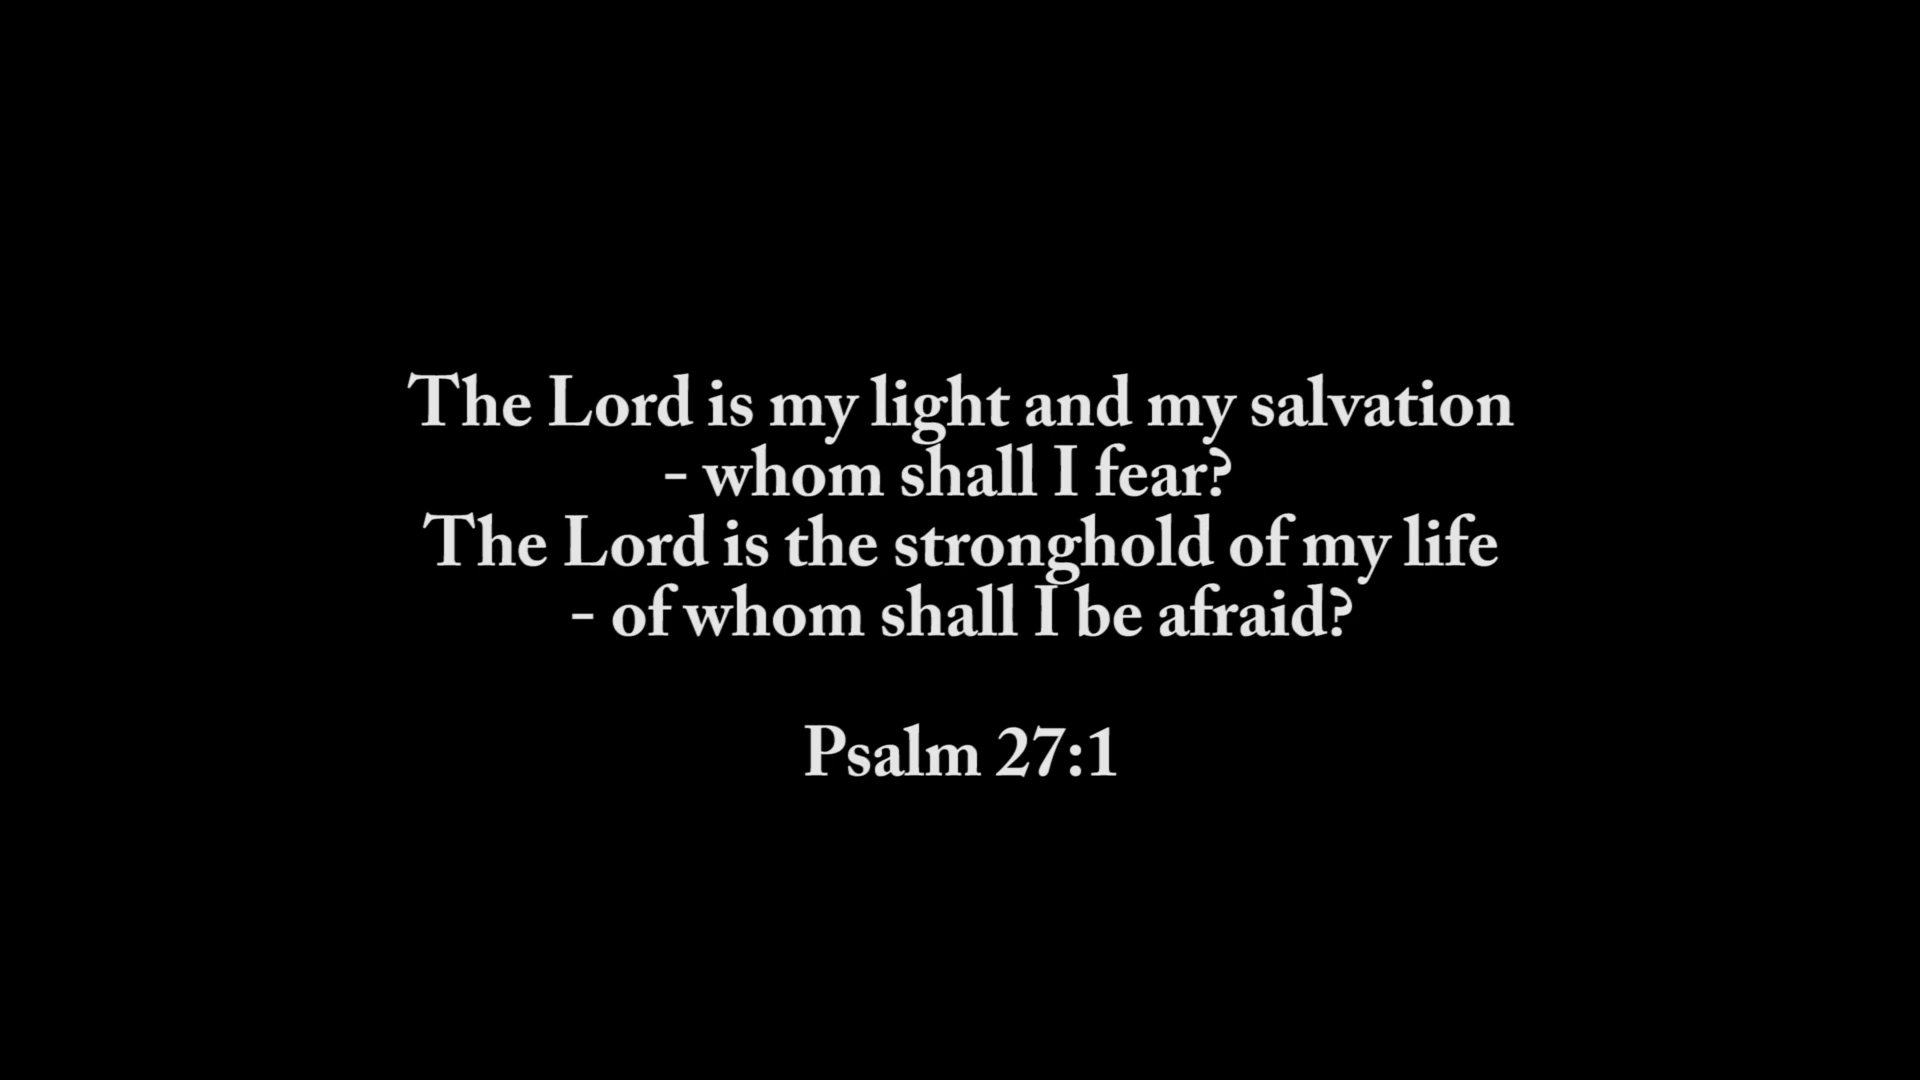 The Lord is my light and my salvation
- whom shall I fear?
The Lord is the stronghold of my life
- of whom shall I be afraid?
Psalm 27:1